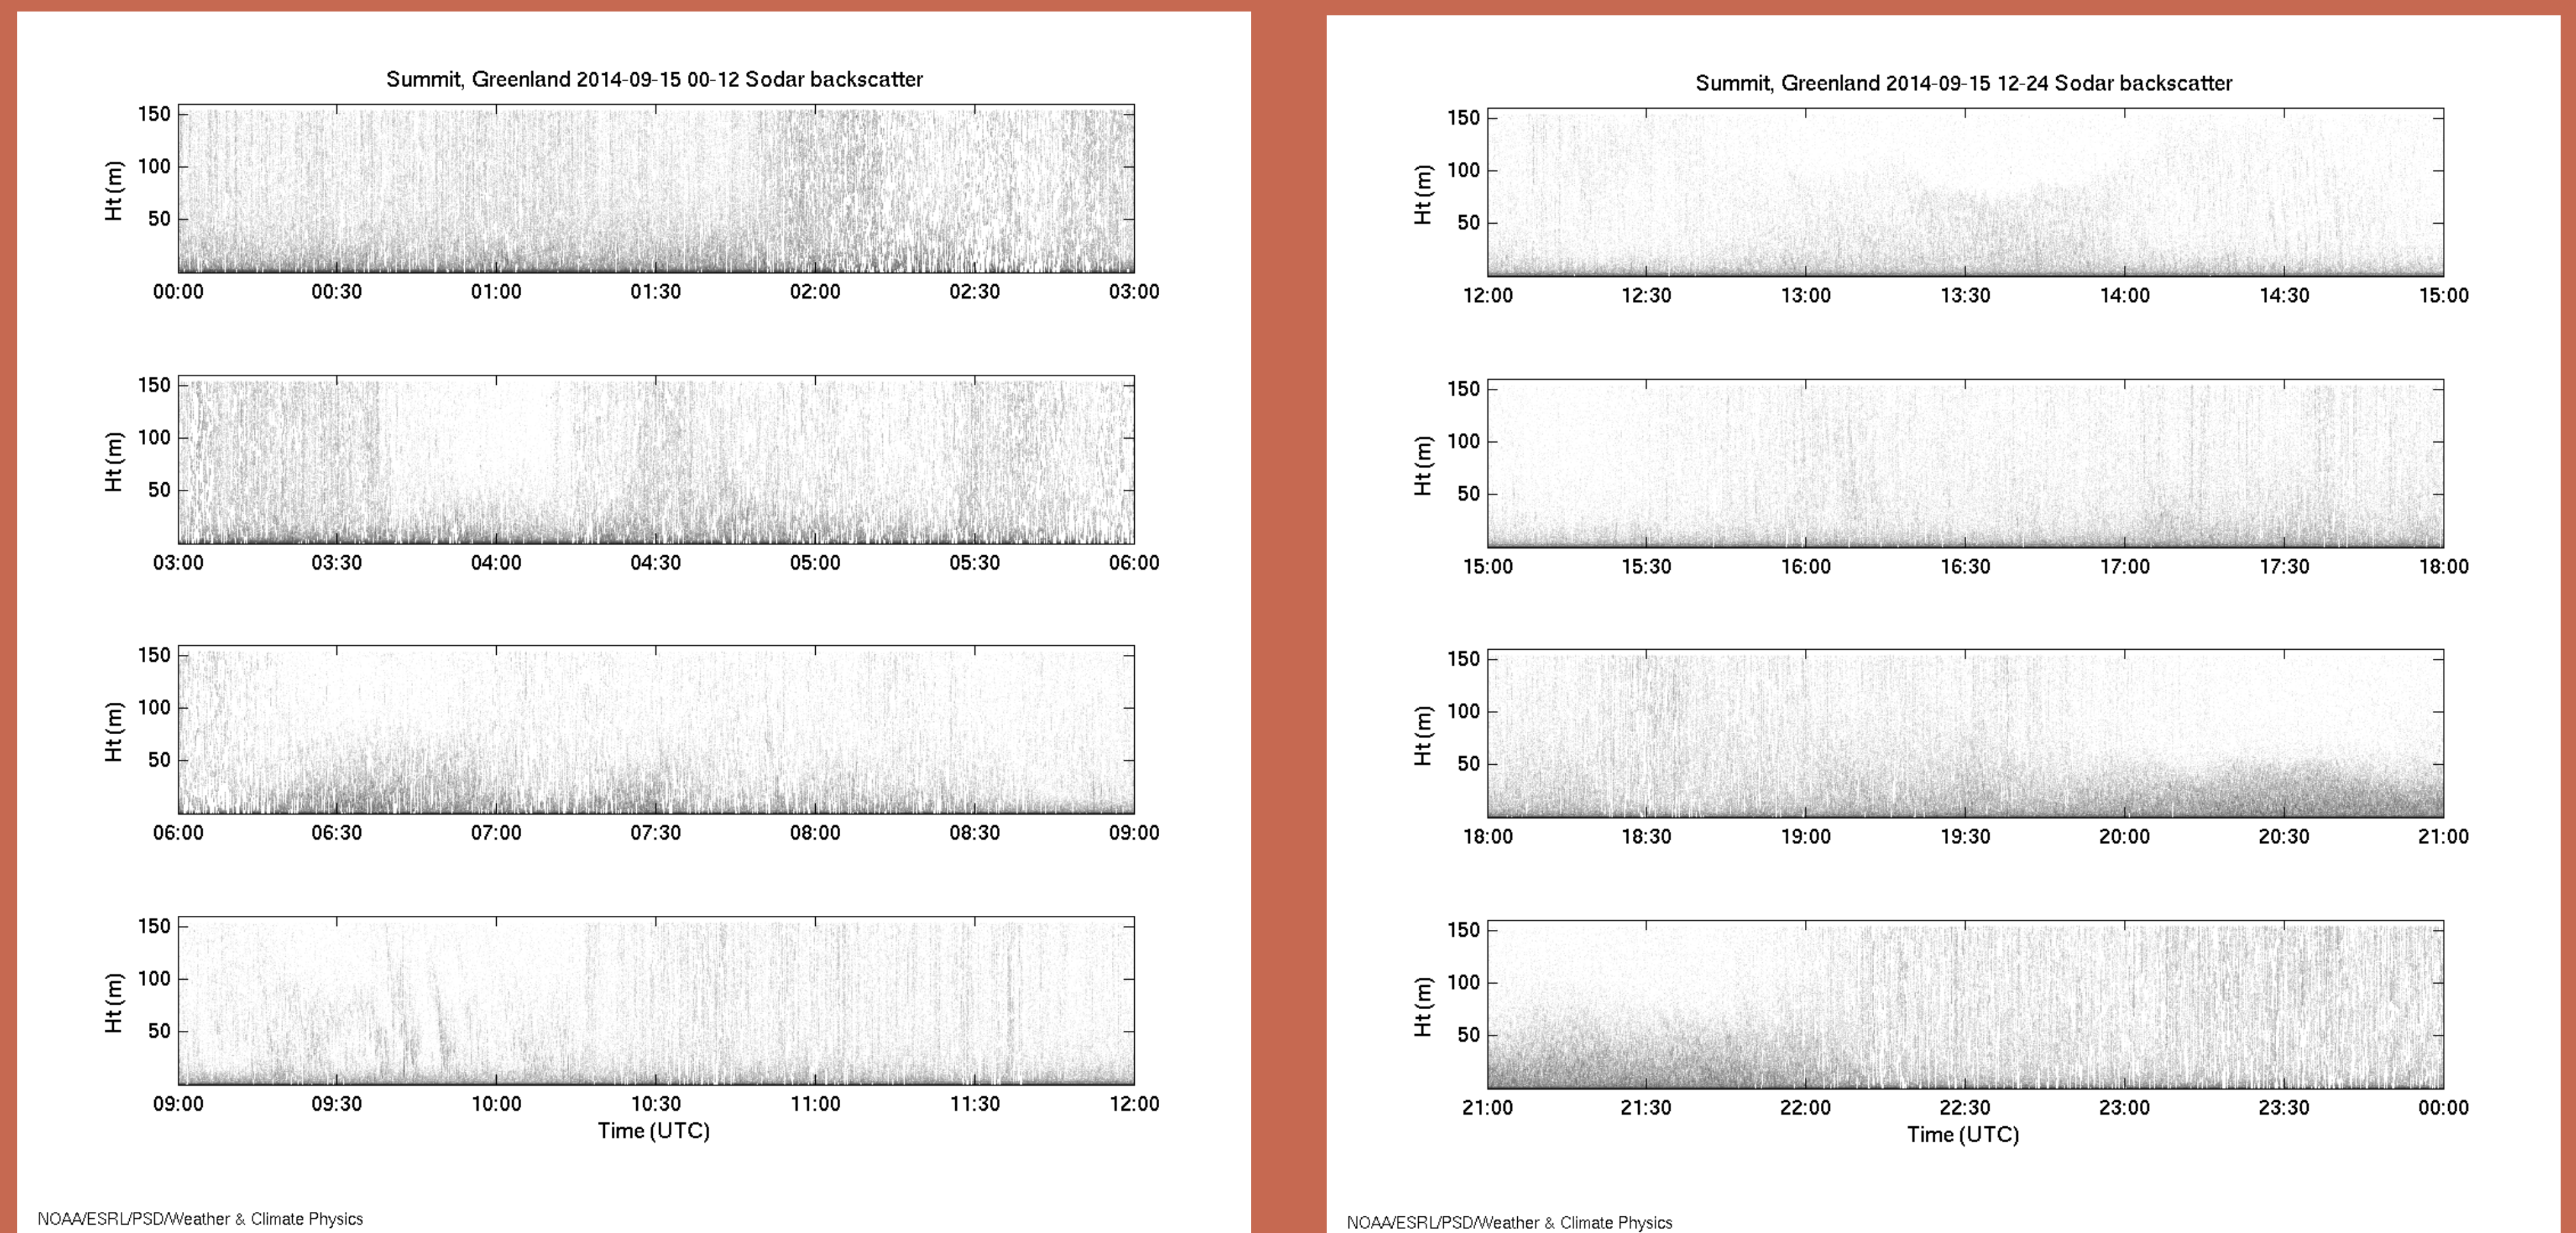 Summit, Greenland 2014-09-15 00-12 Sodar backscatter
150
100
50
Ht (m)
00:00 00:30 01:00 01:30 02:00 02:30 03:00
150
100
50
Ht (m)
03:00 03:30 04:00 04:30 05:00 05:30 06:00
150
100
50
Ht (m)
06:00 06:30 07:00 07:30 08:00 08:30 09:00
150
100
50
Ht (m)
09:00 09:30 10:00 10:30 11:00 11:30 12:00
Time (UTC)
NOAA/ESRL/PSD/Weather & Climate Physics
Summit, Greenland 2014-09-15 12-24 Sodar backscatter
150
100
50
Ht (m)
12:00 12:30 13:00 13:30 14:00 14:30 15:00
150
100
50
Ht (m)
15:00 15:30 16:00 16:30 17:00 17:30 18:00
150
100
50
Ht (m)
18:00 18:30 19:00 19:30 20:00 20:30 21:00
150
100
50
Ht (m)
21:00 21:30 22:00 22:30 23:00 23:30 00:00
Time (UTC)
NOAA/ESRL/PSD/Weather & Climate Physics